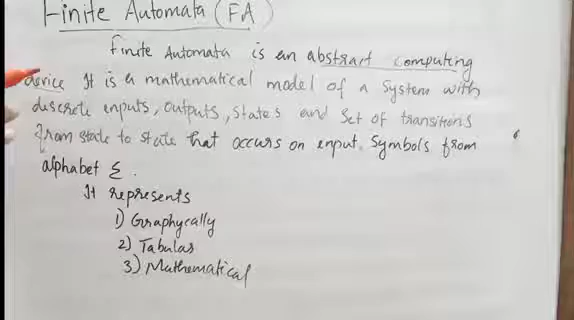 Finite Automata (FA)
Finite Automata is an abstract computing
device It is a mathematical model of a System with
discrete inputs, outputs, states and set of transitions
from state to state that occurs on input Symbols from
alphabet Σ.
It represents
1) Graphycally
2) Tabular
3) Mathematical